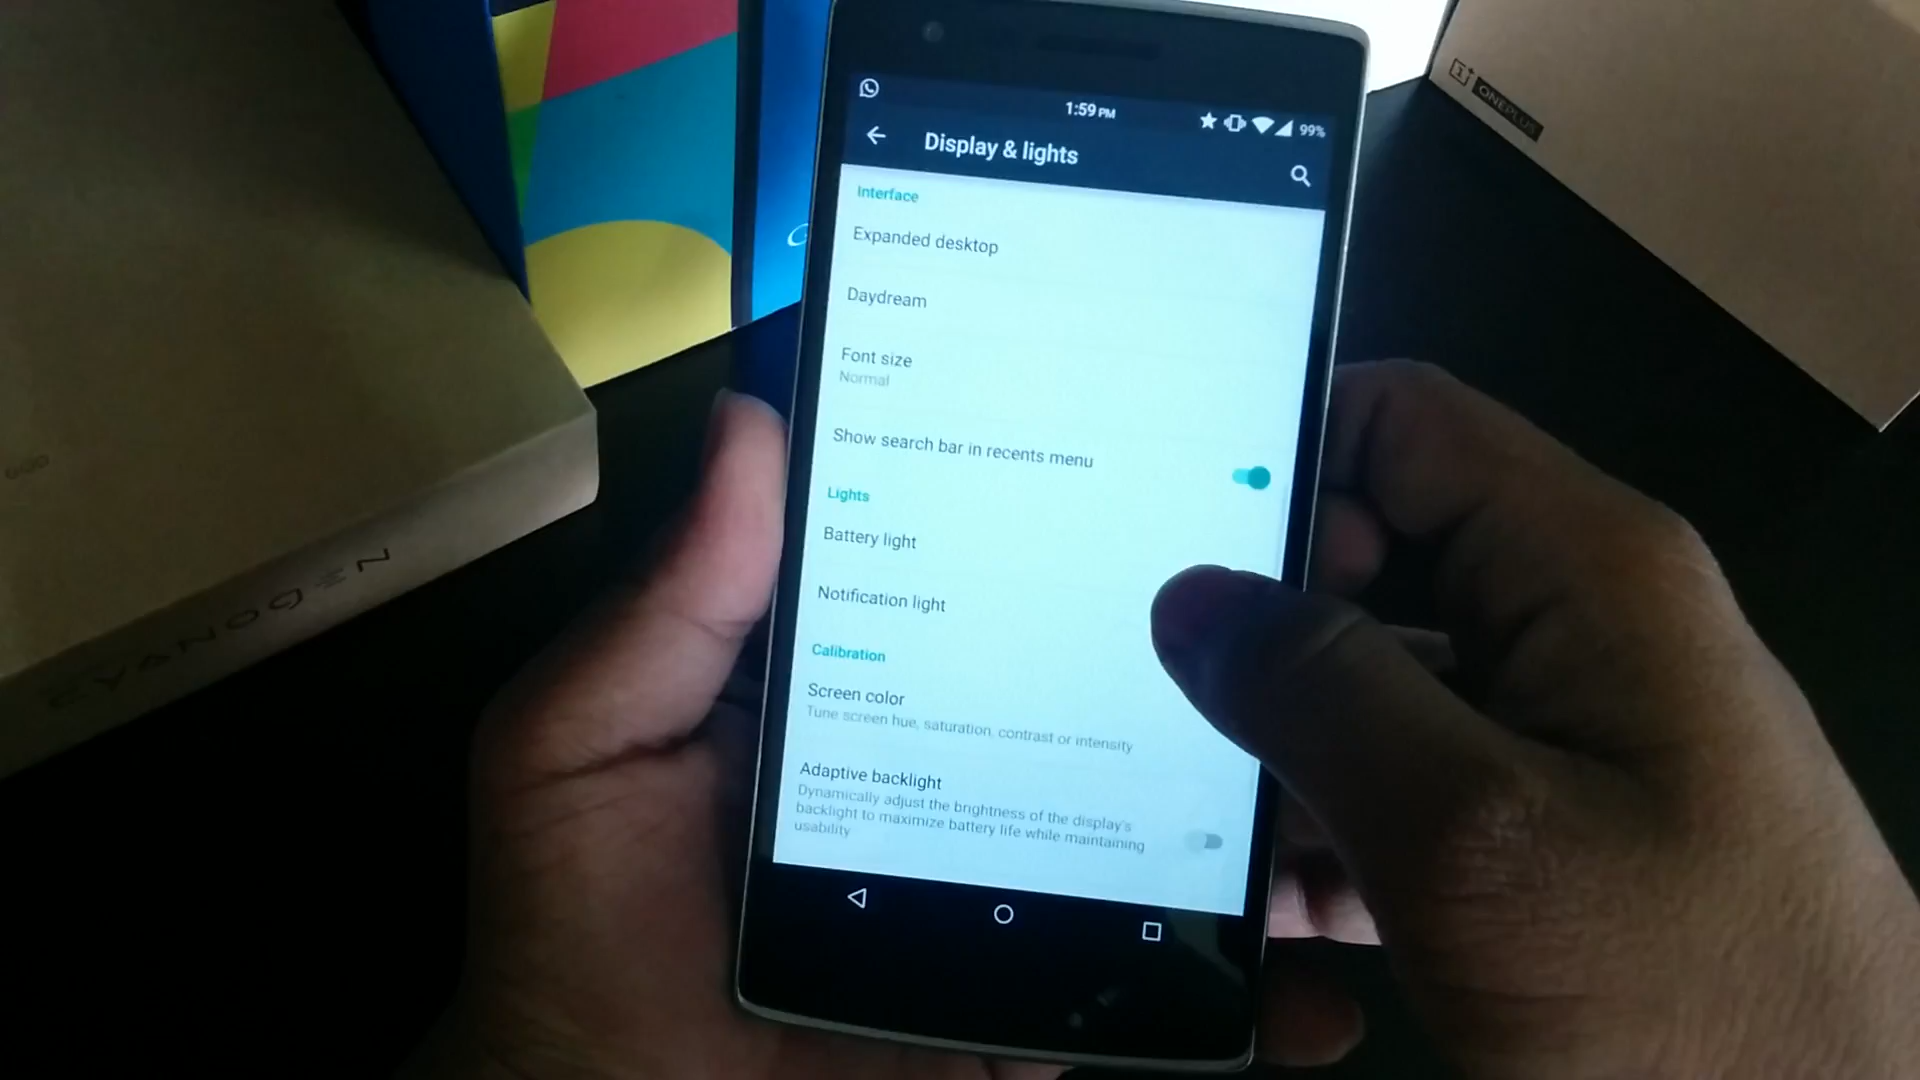 ONEPLUS
1:59 PM
99%
Display & lights
Interface
Expanded desktop
Daydream
Font size
Normal
Show search bar in recents menu
Lights
Battery light
Notification light
Calibration
Screen color
Tune screen hue, saturation, contrast or intensity
Adaptive backlight
Dynamically adjust the brightness of the display's
backlight to maximize battery life while maintaining
usability
CYANOGEN